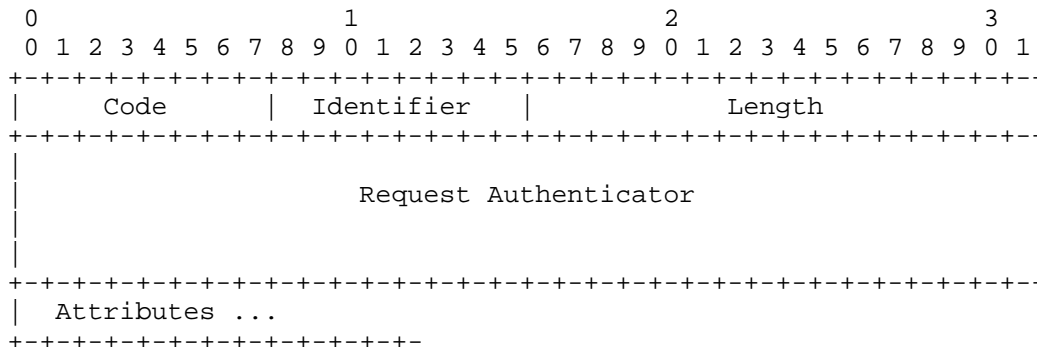 0                   1                   2                   3
 0 1 2 3 4 5 6 7 8 9 0 1 2 3 4 5 6 7 8 9 0 1 2 3 4 5 6 7 8 9 0 1
+-+-+-+-+-+-+-+-+-+-+-+-+-+-+-+-+-+-+-+-+-+-+-+-+-+-+-+-+-+-+-+--
|     Code      |  Identifier   |            Length
+-+-+-+-+-+-+-+-+-+-+-+-+-+-+-+-+-+-+-+-+-+-+-+-+-+-+-+-+-+-+-+--
|
|                     Request Authenticator
|
|
+-+-+-+-+-+-+-+-+-+-+-+-+-+-+-+-+-+-+-+-+-+-+-+-+-+-+-+-+-+-+-+--
|  Attributes ...
+-+-+-+-+-+-+-+-+-+-+-+-+-